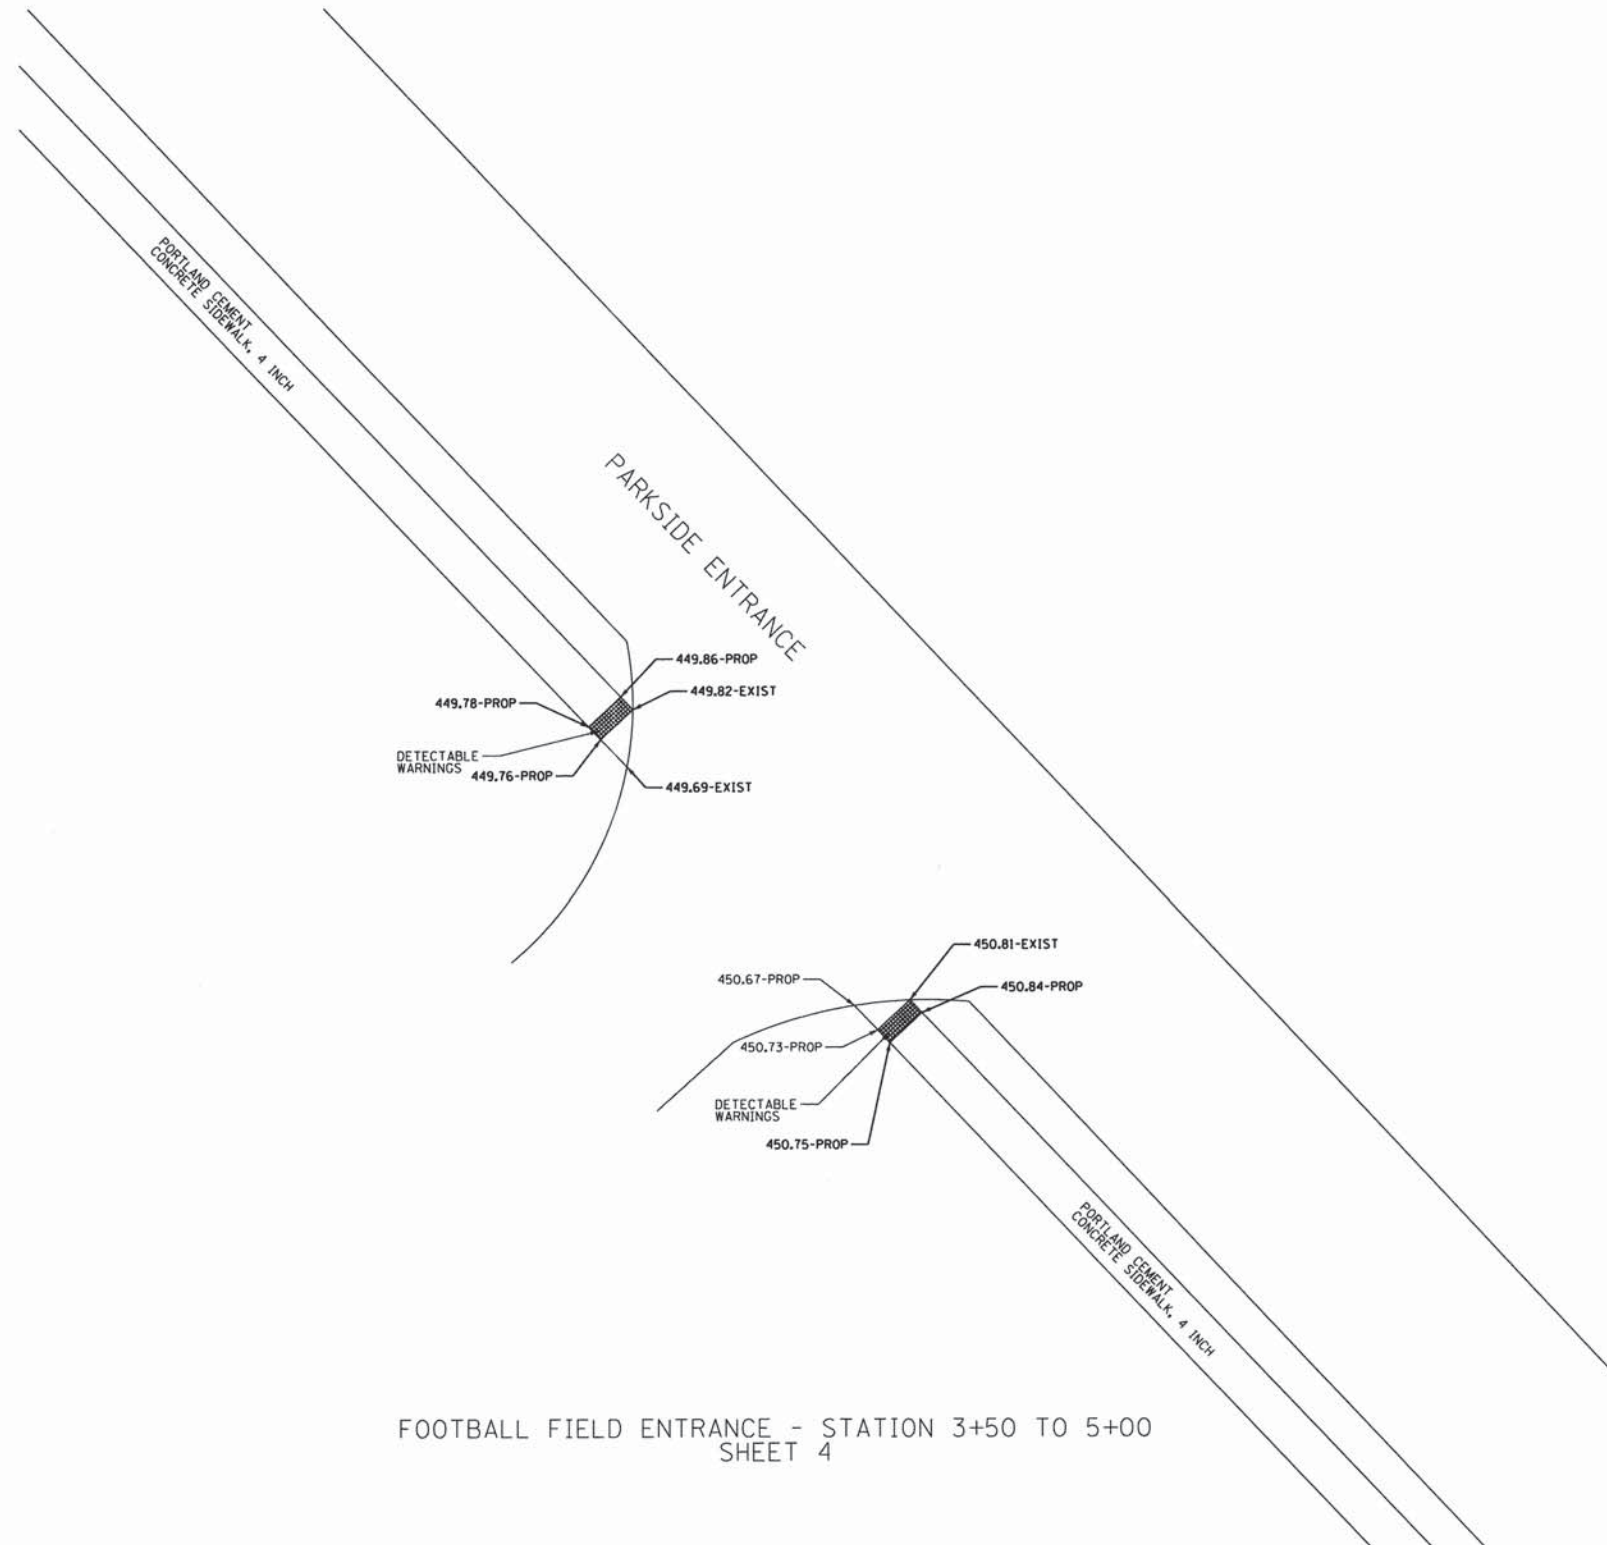 PORTLAND CEMENT
CONCRETE SIDEWALK, 4 INCH
PARKSIDE ENTRANCE
449.86-PROP
449.82-EXIST
449.78-PROP
DETECTABLE
WARNINGS
449.76-PROP
449.69-EXIST
450.81-EXIST
450.67-PROP
450.84-PROP
450.73-PROP
DETECTABLE
WARNINGS
450.75-PROP
PORTLAND CEMENT
CONCRETE SIDEWALK, 4 INCH
FOOTBALL FIELD ENTRANCE - STATION 3+50 TO 5+00
SHEET 4